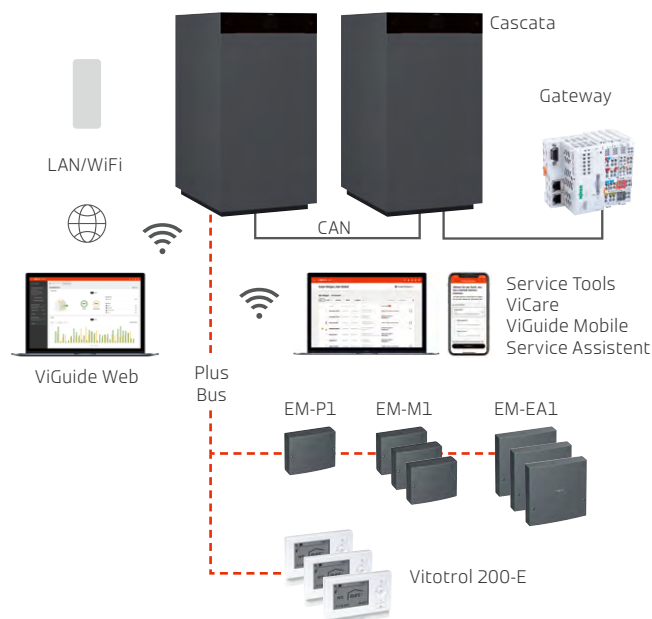 Cascata
Gateway
LAN/WiFi
CAN
Service Tools
ViCare
ViGuide Mobile
Service Assistent
ViGuide Web
Plus
Bus
EM-P1
EM-M1
EM-EA1
Vitotrol 200-E